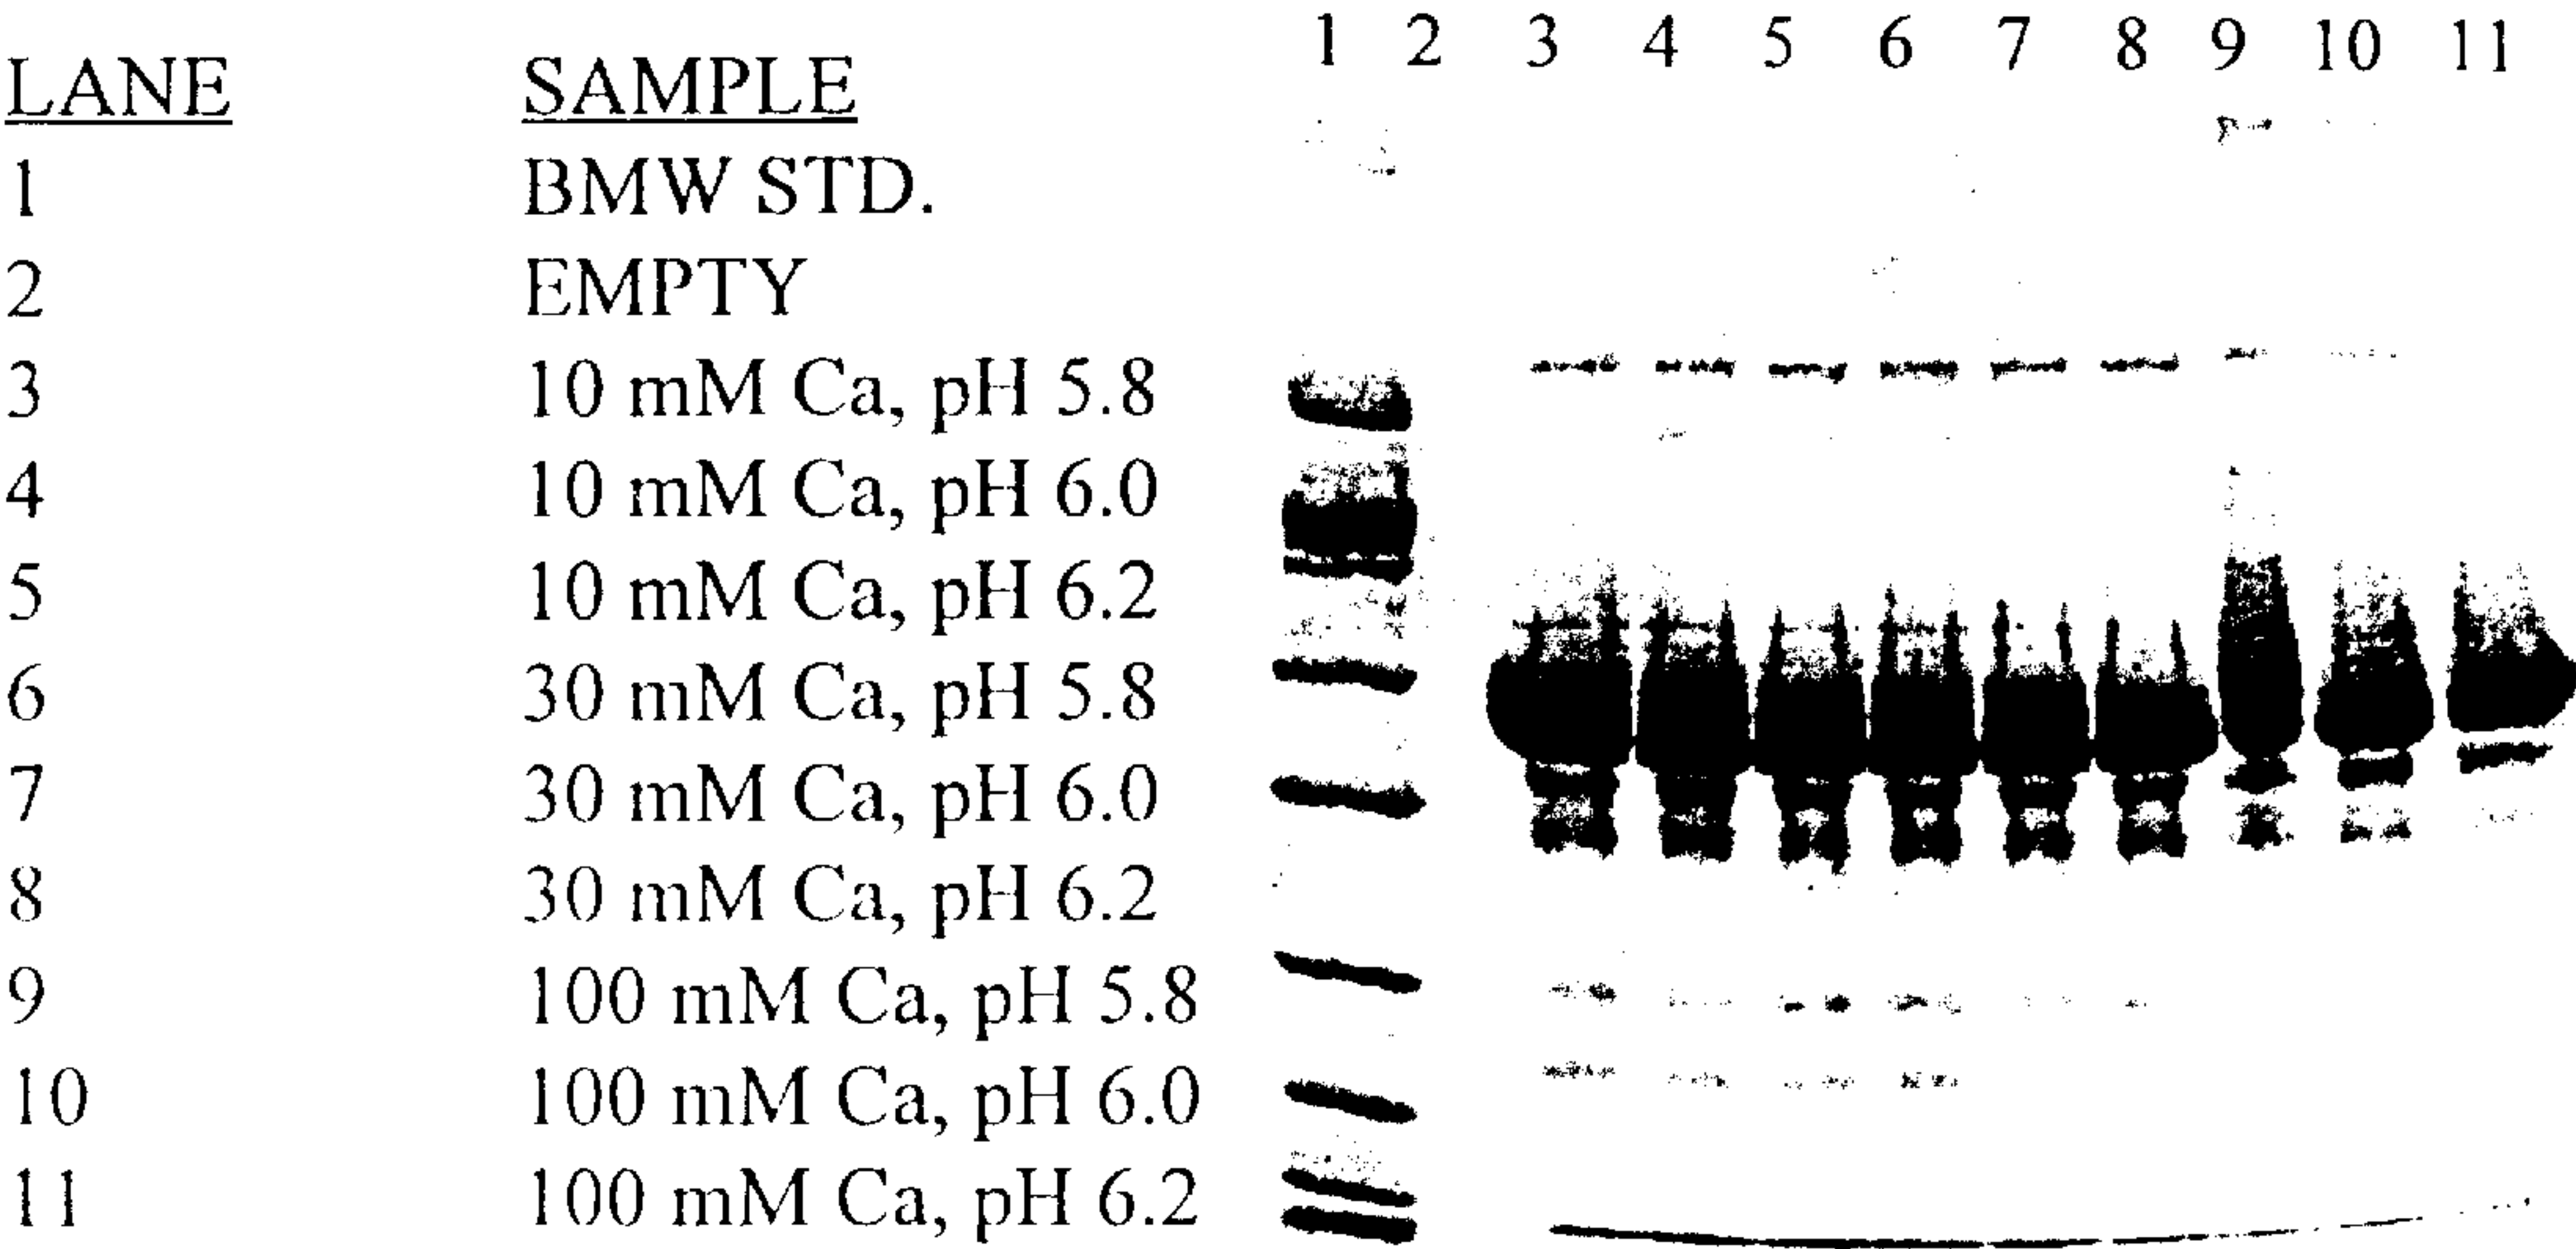 1 2 3 4 5 6 7 8 9 10 11
LANE SAMPLE
1 BMW STD.
2 EMPTY
3 10 mM Ca, pH 5.8
4 10 mM Ca, pH 6.0
5 10 mM Ca, pH 6.2
6 30 mM Ca, pH 5.8
7 30 mM Ca, pH 6.0
8 30 mM Ca, pH 6.2
9 100 mM Ca, pH 5.8
10 100 mM Ca, pH 6.0
11 100 mM Ca, pH 6.2